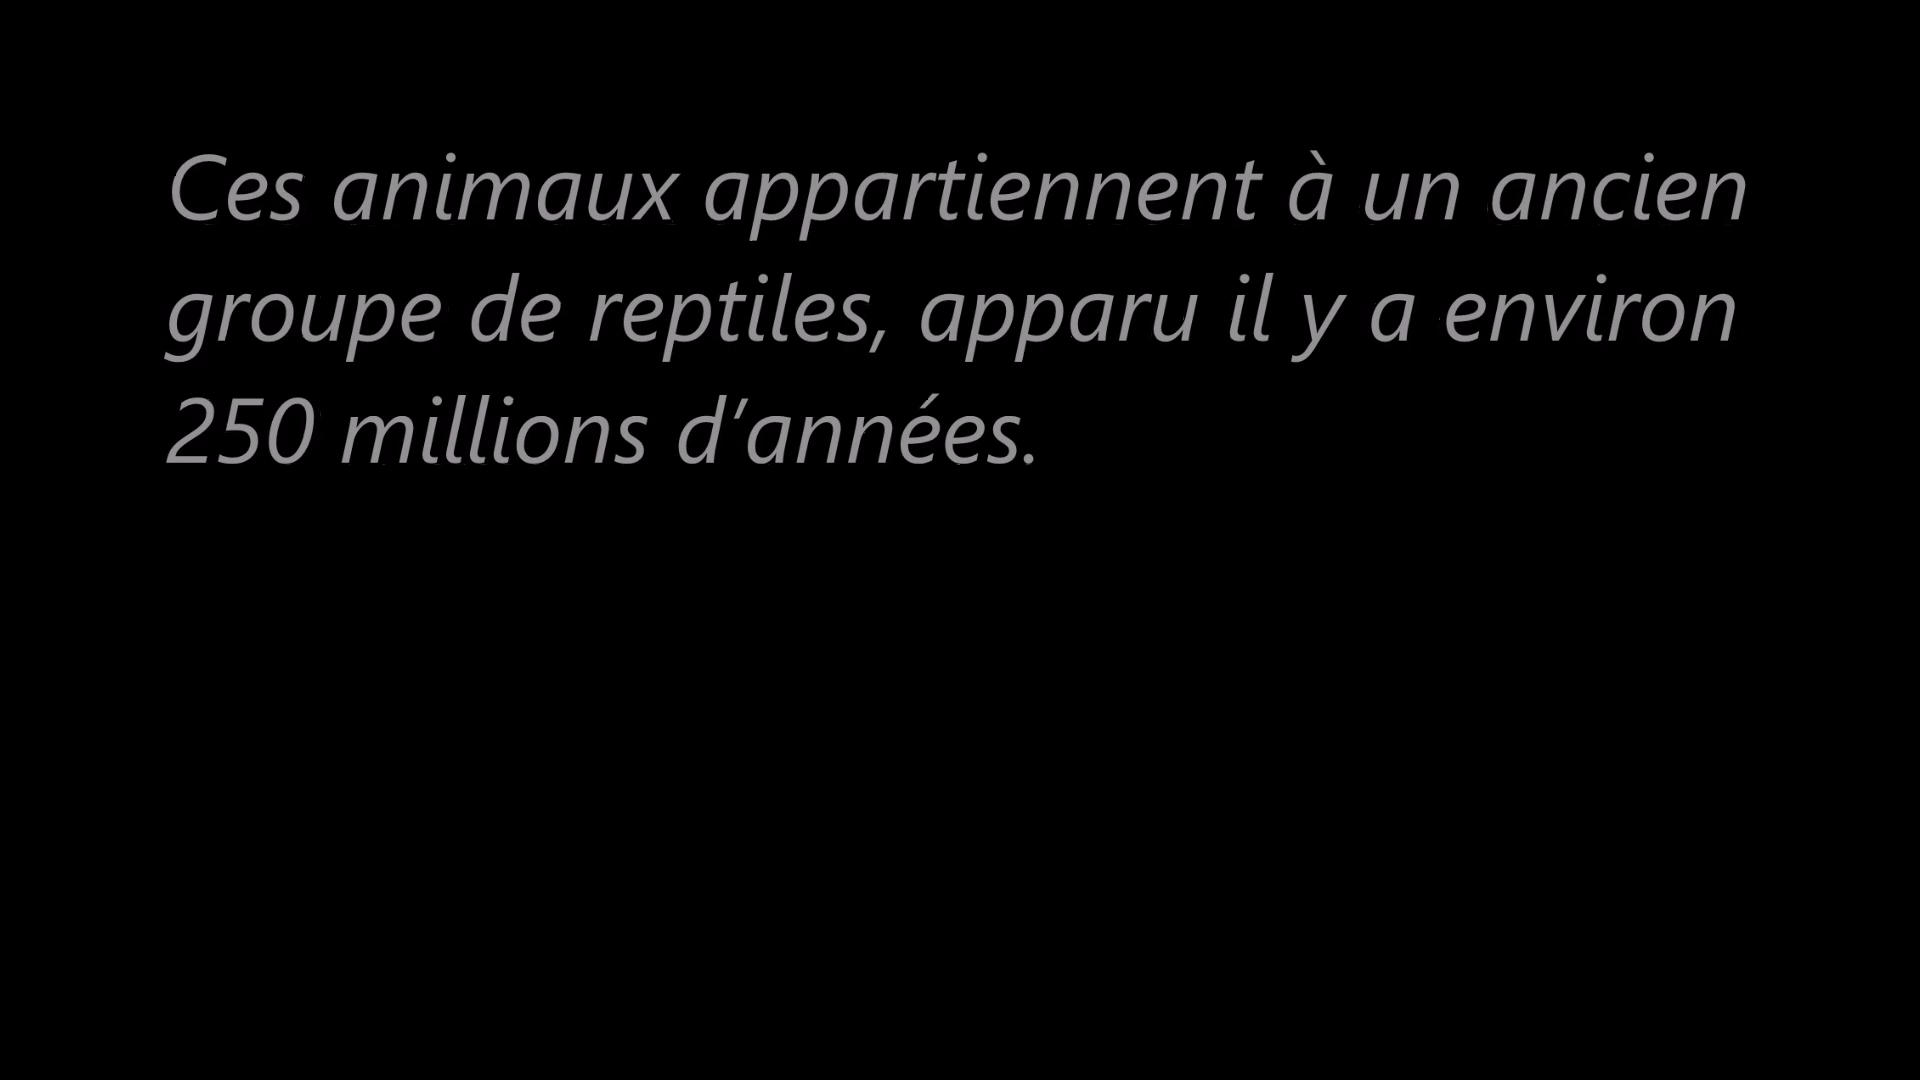 Ces animaux appartiennent à un ancien
groupe de reptiles, apparu il y a environ
250 millions d’années.